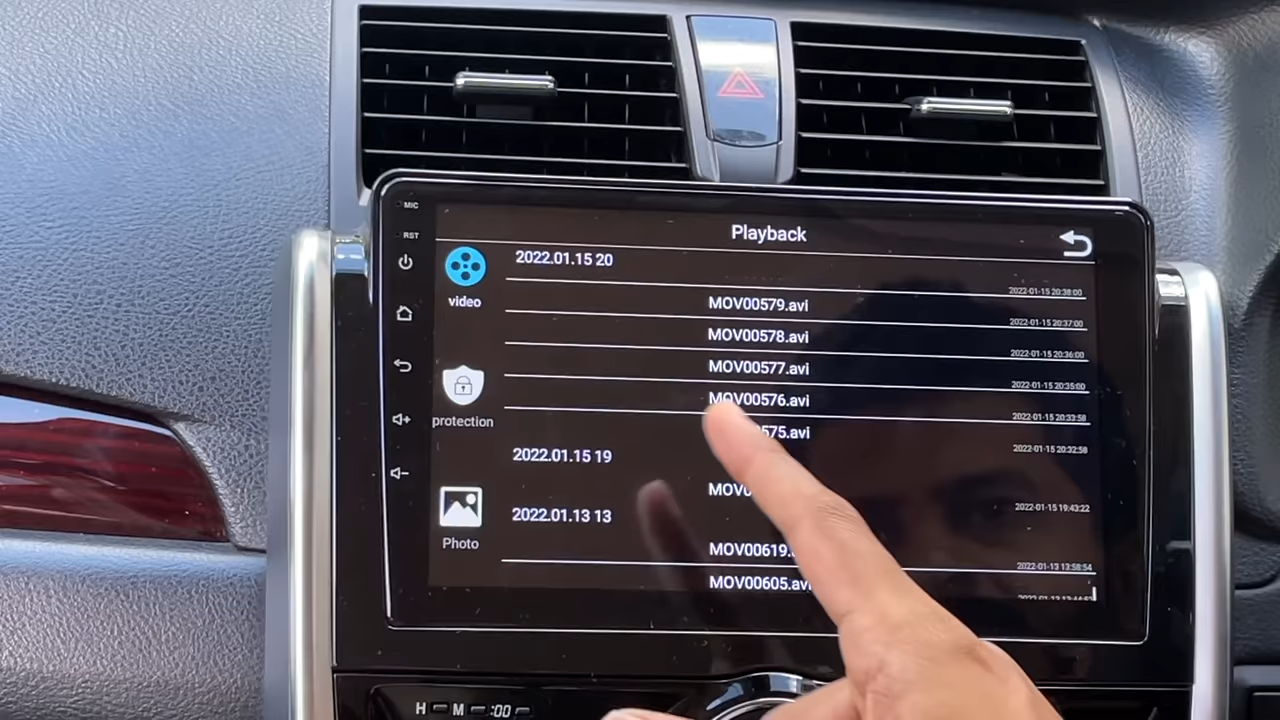 MIC
RST
Playback
video
protection
Photo
2022.01.15 20
2022-01-15 20:38:00
MOV00579.avi
2022-01-15 20:37:00
MOV00578.avi
2022-01-15 20:36:00
MOV00577.avi
2022-01-15 20:35:00
MOV00576.avi
2022-01-15 20:33:58
575.avi
2022-01-15 20:32:58
2022.01.15 19
2022-01-15 19:43:22
2022.01.13 13
MOV00619.
2022-01-13 13:58:54
MOV00605.avi
H M :00